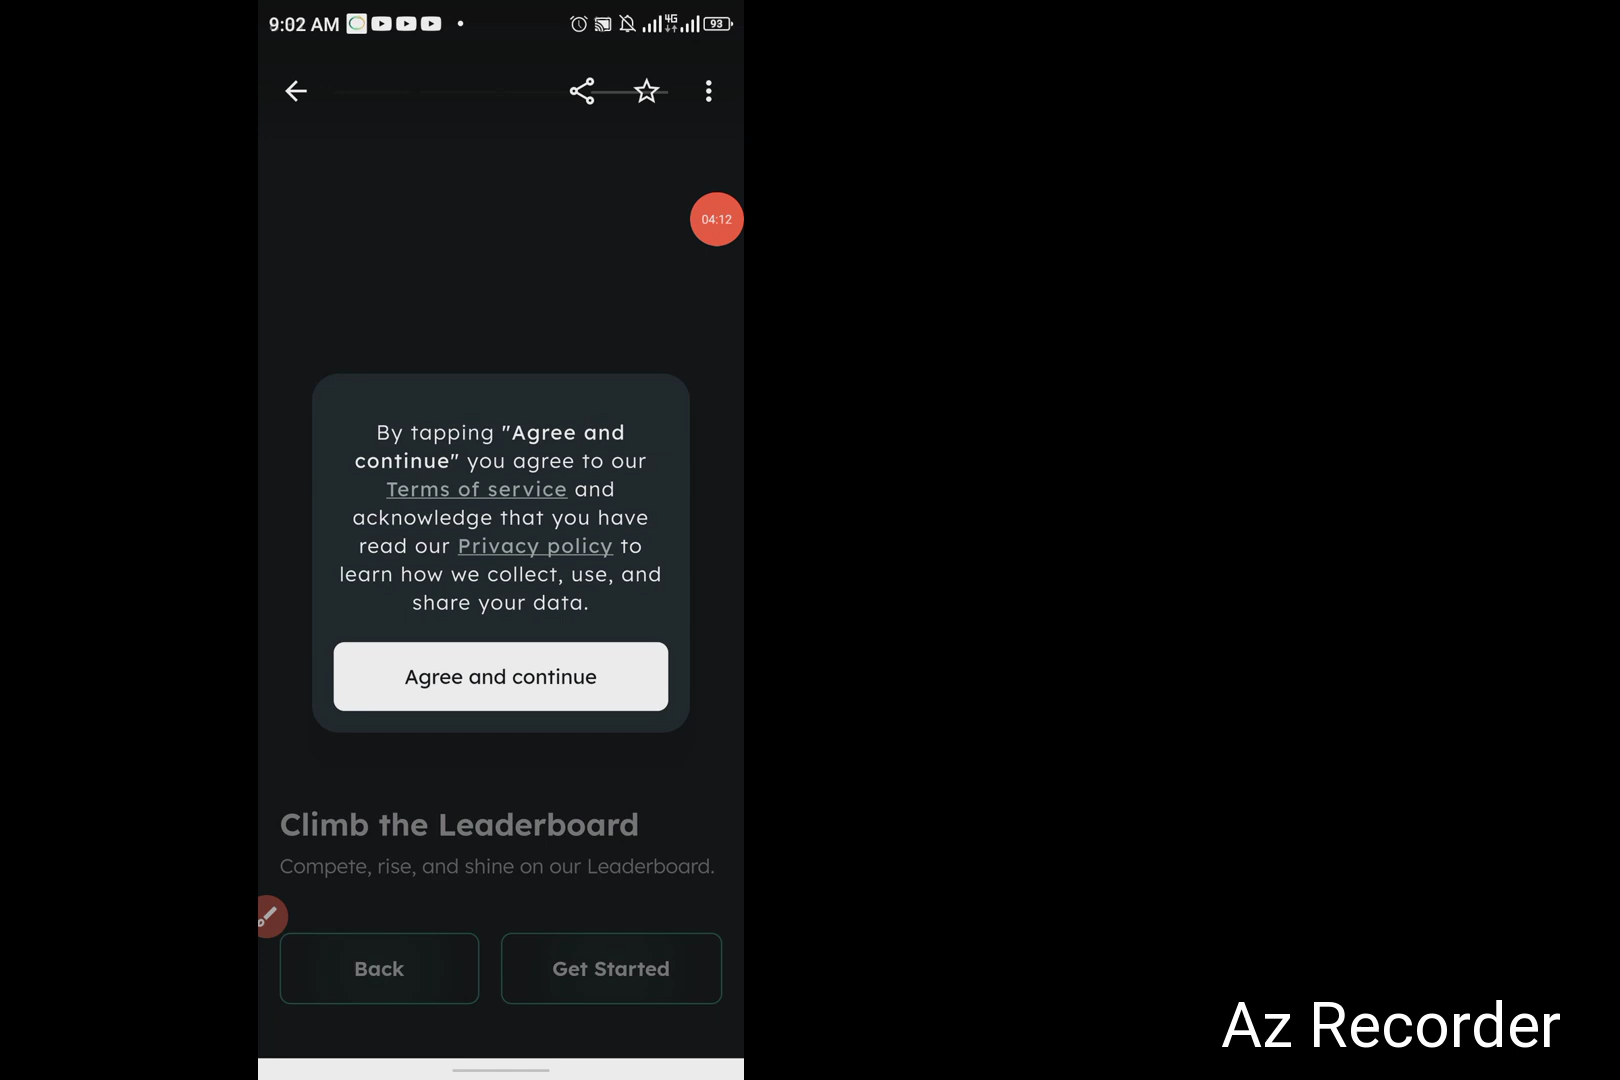 9:02 AM
4G
93
04:12
By tapping "Agree and
continue" you agree to our
Terms of service and
acknowledge that you have
read our Privacy policy to
learn how we collect, use, and
share your data.
Agree and continue
Climb the Leaderboard
Compete, rise, and shine on our Leaderboard.
Back
Get Started
Az Recorder